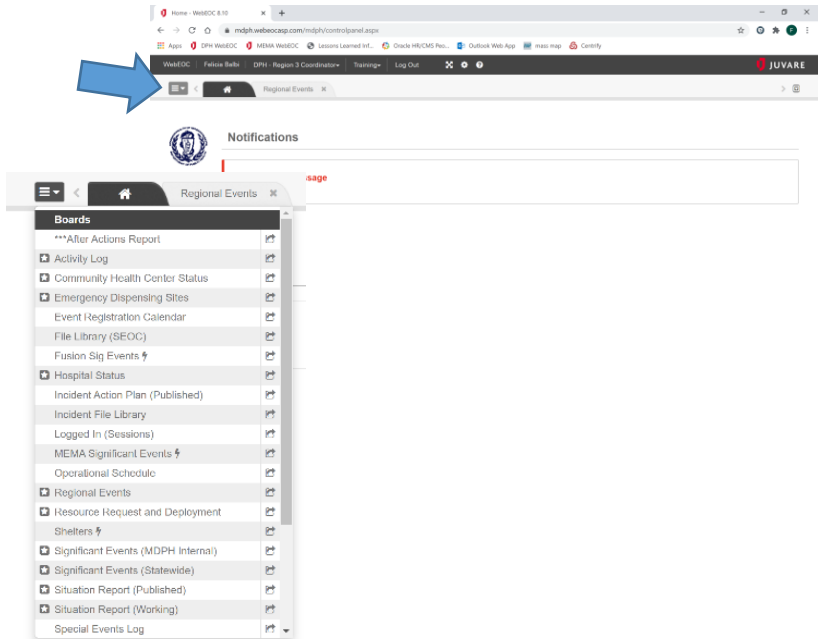 Home - WebEOC 8.10
mdph.webeocasp.com/mdph/controlpanel.aspx
Apps DPH WebEOC MEMA WebEOC Lessons Learned Inf... Oracle HR/CMS Peo... Outlook Web App mass map Centrify
WebEOC Felicie Balbi DPH - Region 3 Coordinator Training Log Out JUVARE
Regional Events
Notifications
sage
Regional Events
Boards
***After Actions Report
Activity Log
Community Health Center Status
Emergency Dispensing Sites
Event Registration Calendar
File Library (SEOC)
Fusion Sig Events
Hospital Status
Incident Action Plan (Published)
Incident File Library
Logged In (Sessions)
MEMA Significant Events
Operational Schedule
Regional Events
Resource Request and Deployment
Shelters
Significant Events (MDPH Internal)
Significant Events (Statewide)
Situation Report (Published)
Situation Report (Working)
Special Events Log